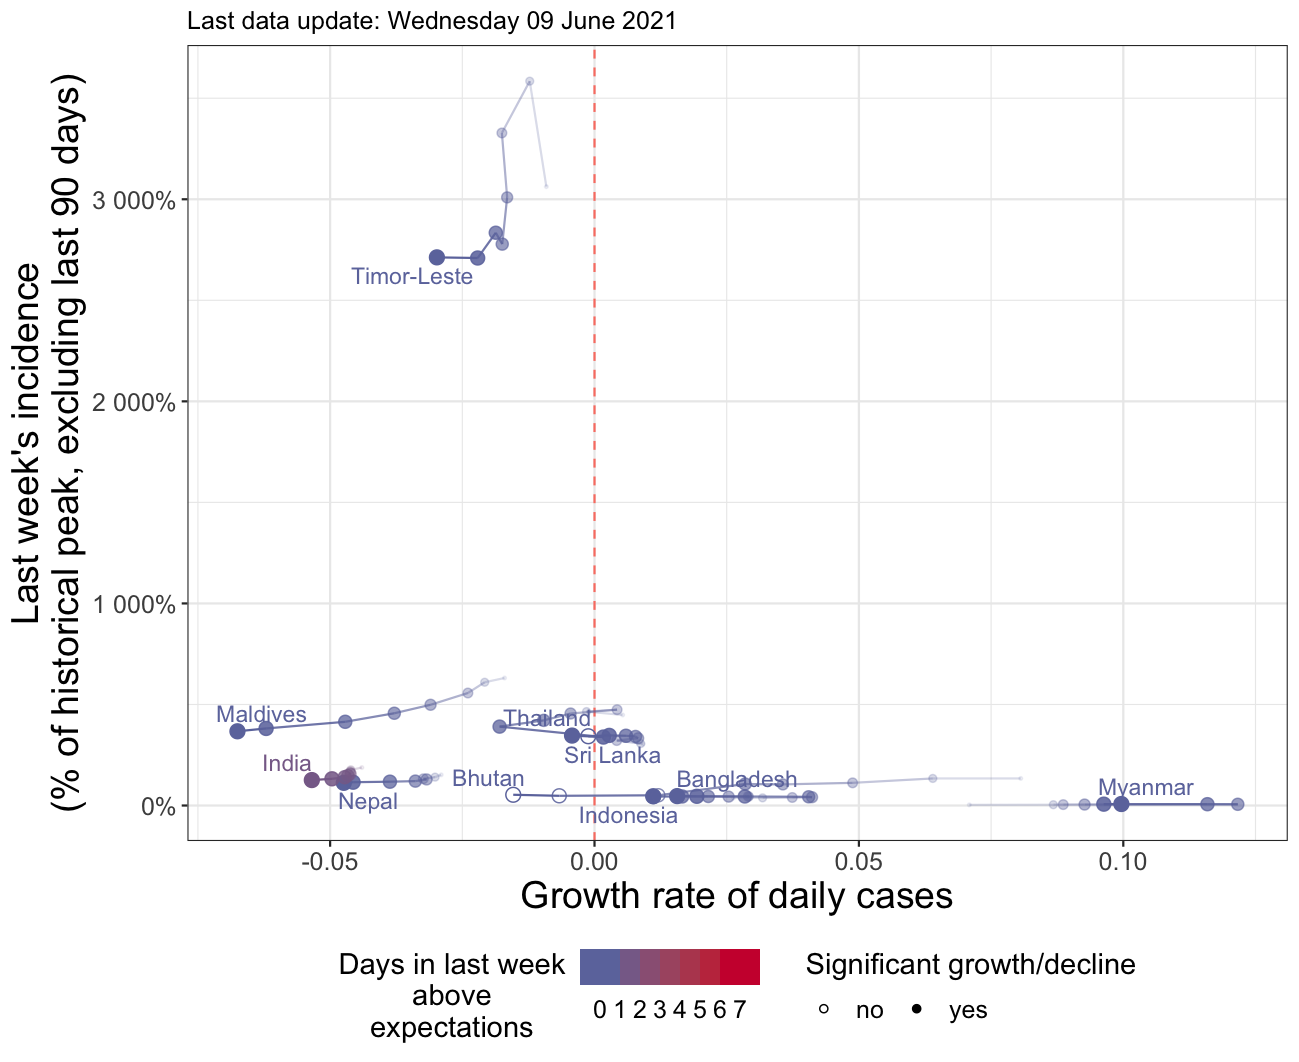 Last data update: Wednesday 09 June 2021
Last week's incidence
(% of historical peak, excluding last 90 days)
3 000%
2 000%
1 000%
0%
Timor-Leste
Maldives
Thailand
Sri Lanka
India
Nepal
Bhutan
Bangladesh
Indonesia
Myanmar
-0.05
0.00
0.05
0.10
Growth rate of daily cases
Days in last week
above
expectations
0 1 2 3 4 5 6 7
Significant growth/decline
no
yes